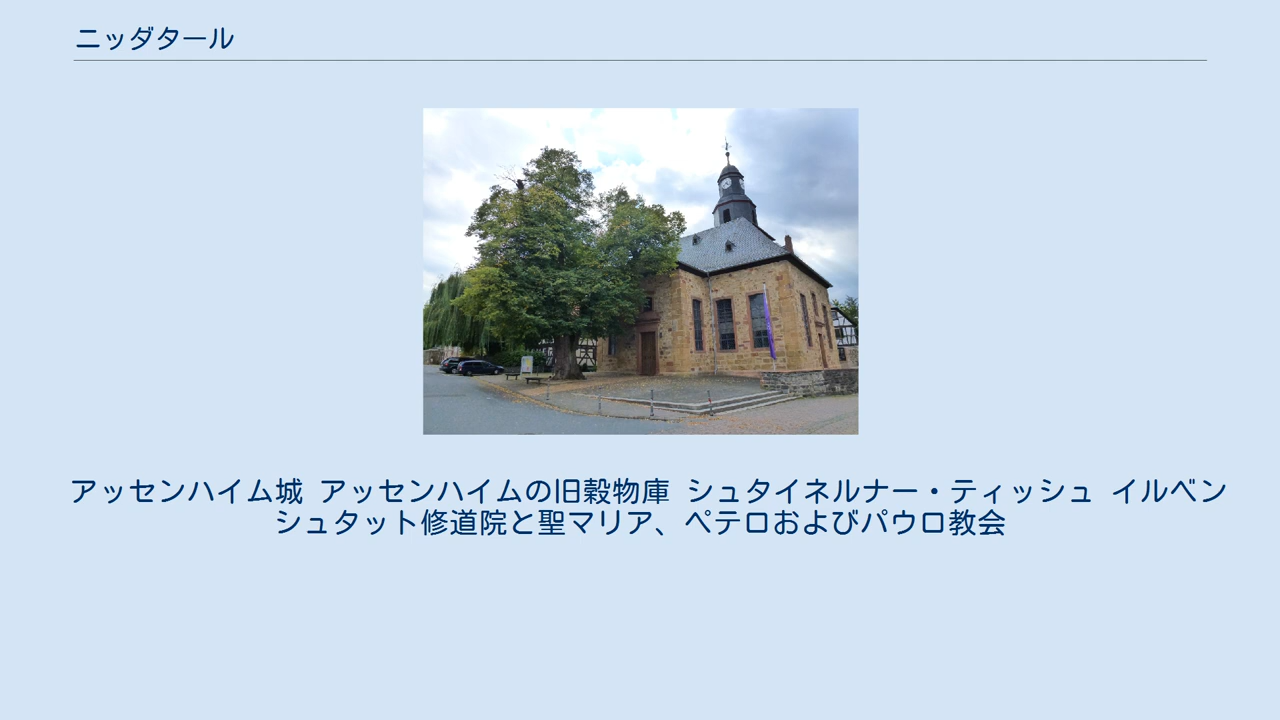 ニッダタール
アッセンハイム城 アッセンハイムの旧穀物庫 シュタイネルナー・ティッシュ イルベン
シュタット修道院と聖マリア、ペテロおよびパウロ教会